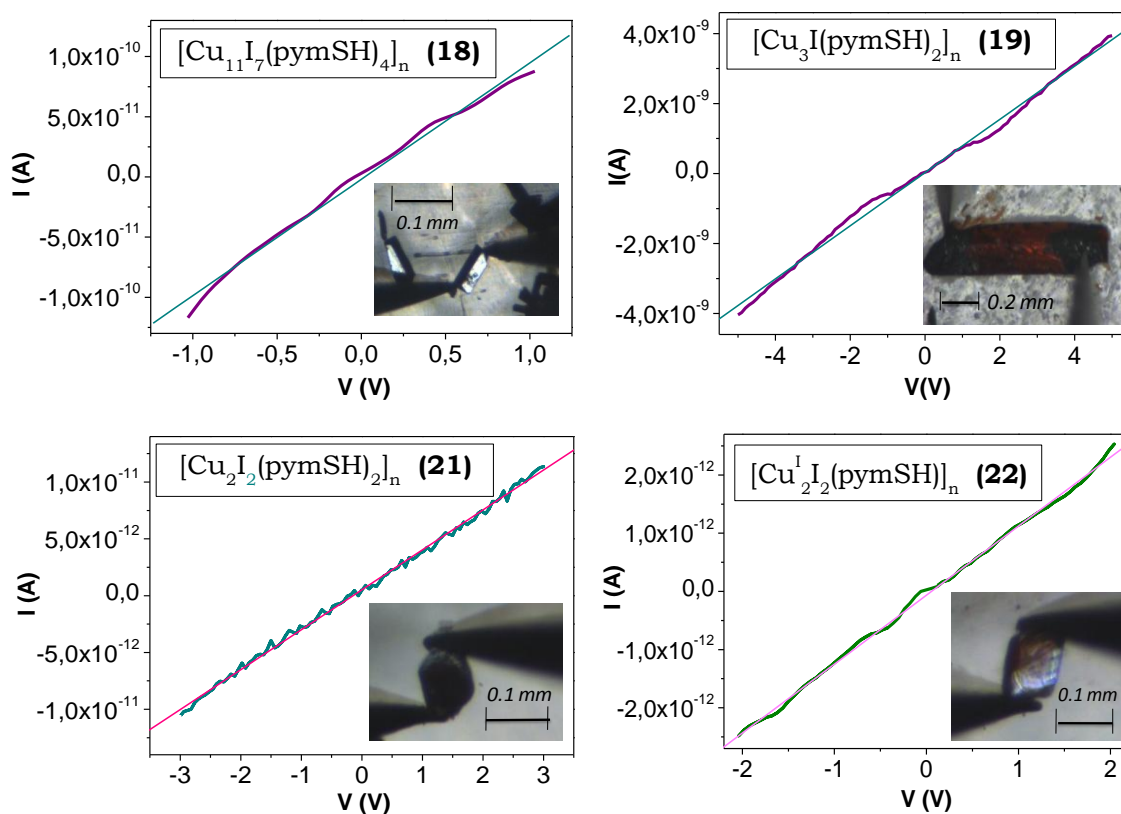 [Cu11I7(pymSH)4]n (18)
1,0x10-10
5,0x10-11
0,0
-5,0x10-11
-1,0x10-10
I (A)
0.1 mm
-1,0 -0,5 0,0 0,5 1,0
V (V)
[Cu3I(pymSH)2]n (19)
4,0x10-9
2,0x10-9
0,0
-2,0x10-9
-4,0x10-9
I(A)
0.2 mm
-4 -2 0 2 4
V(V)
[Cu2I2(pymSH)2]n (21)
1,0x10-11
5,0x10-12
0,0
-5,0x10-12
-1,0x10-11
I (A)
0.1 mm
-3 -2 -1 0 1 2 3
V (V)
[CuI2I2(pymSH)]n (22)
2,0x10-12
1,0x10-12
0,0
-1,0x10-12
-2,0x10-12
I (A)
0.1 mm
-2 -1 0 1 2
V (V)